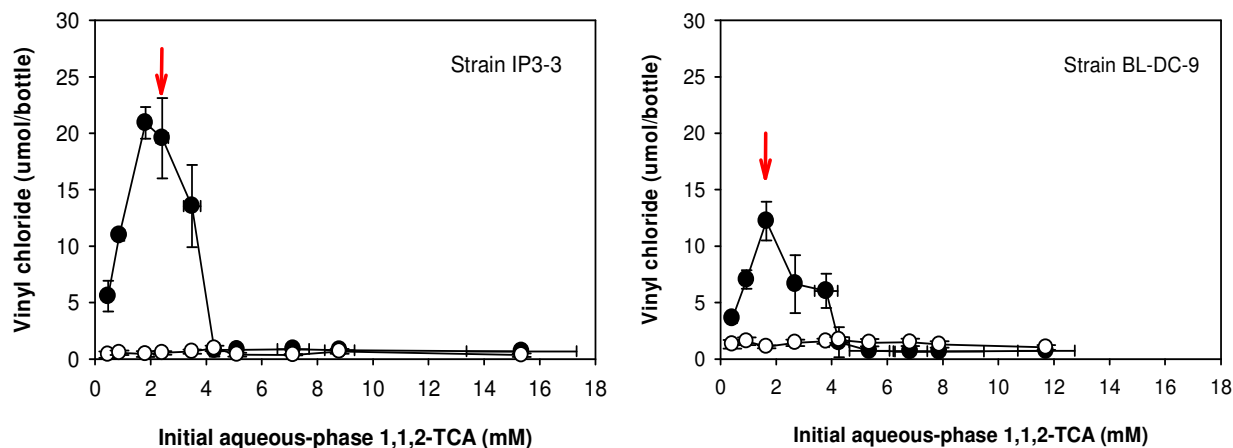 Vinyl chloride (umol/bottle)
30
25
20
15
10
5
0
Strain IP3-3
0 2 4 6 8 10 12 14 16 18
Initial aqueous-phase 1,1,2-TCA (mM)
Vinyl chloride (umol/bottle)
30
25
20
15
10
5
0
Strain BL-DC-9
0 2 4 6 8 10 12 14 16 18
Initial aqueous-phase 1,1,2-TCA (mM)